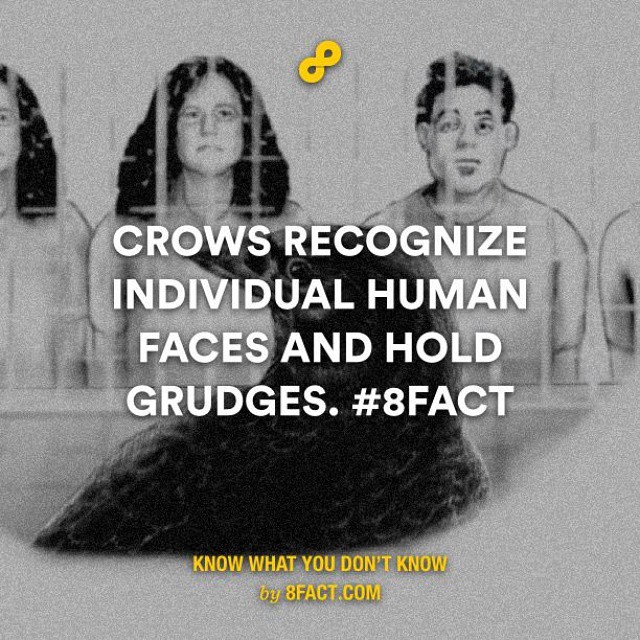 CROWS RECOGNIZE
INDIVIDUAL HUMAN
FACES AND HOLD
GRUDGES. #8FACT
KNOW WHAT YOU DON'T KNOW
by 8FACT.COM